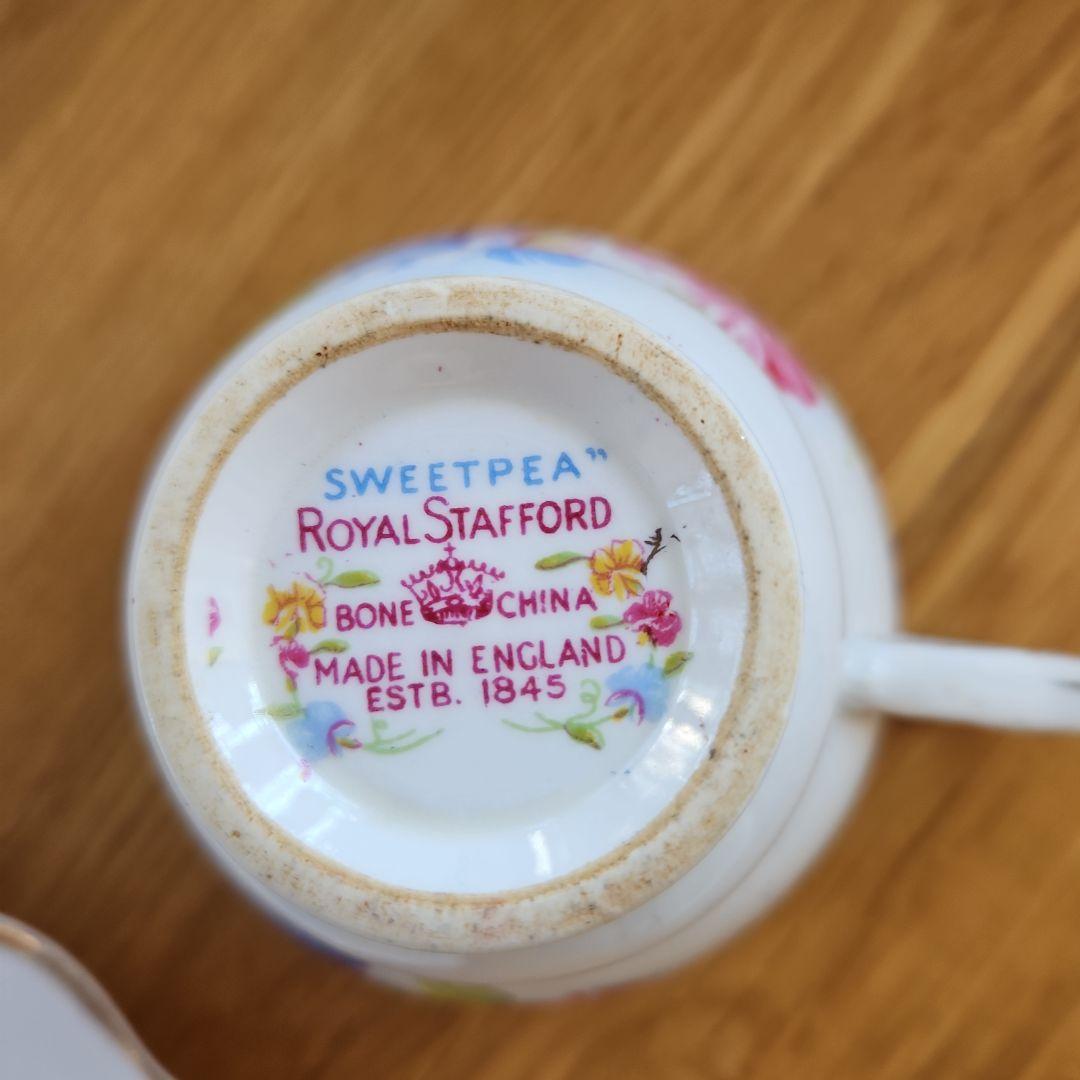 SWEETPEA”
ROYAL STAFFORD
BONE CHINA
MADE IN ENGLAND
ESTB. 1845